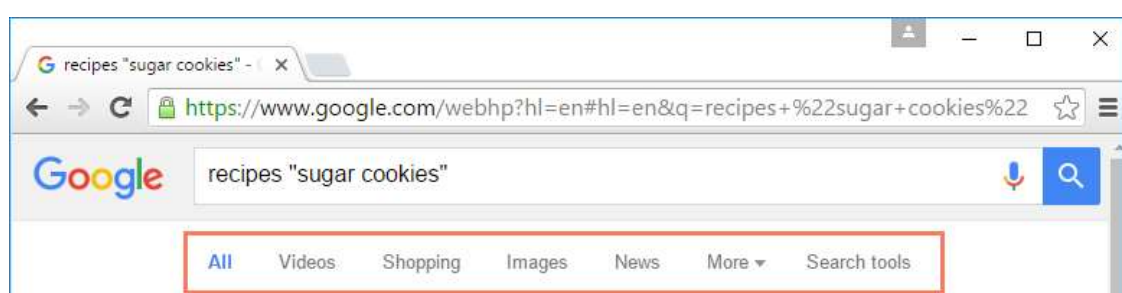 recipes "sugar cookies" -
https://www.google.com/webhp?hl=en#hl=en&q=recipes+%22sugar+cookies%22
Google recipes "sugar cookies"
All Videos Shopping Images News More Search tools